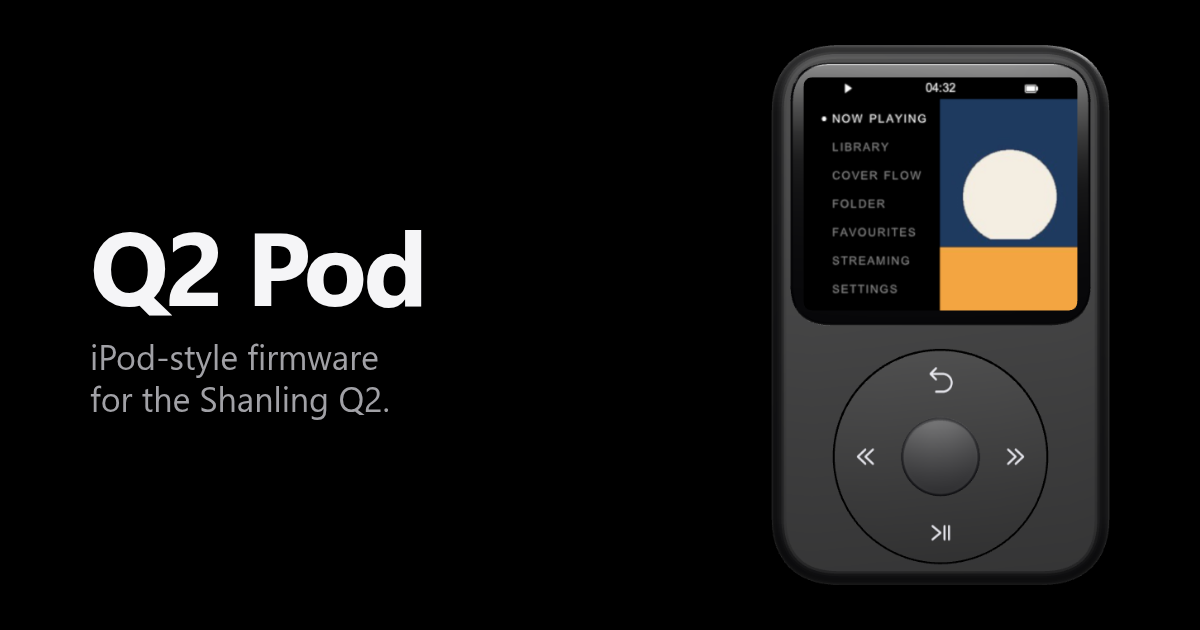 Q2 Pod
iPod-style firmware
for the Shanling Q2.
04:32
NOW PLAYING
LIBRARY
COVER FLOW
FOLDER
FAVOURITES
STREAMING
SETTINGS